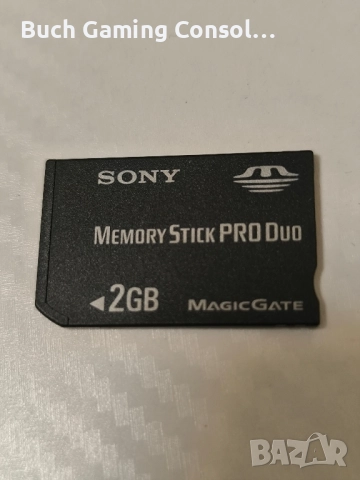 Buch Gaming Consol...
SONY
MEMORY STICK PRO DUO
2GB MAGICGATE
BAZAR